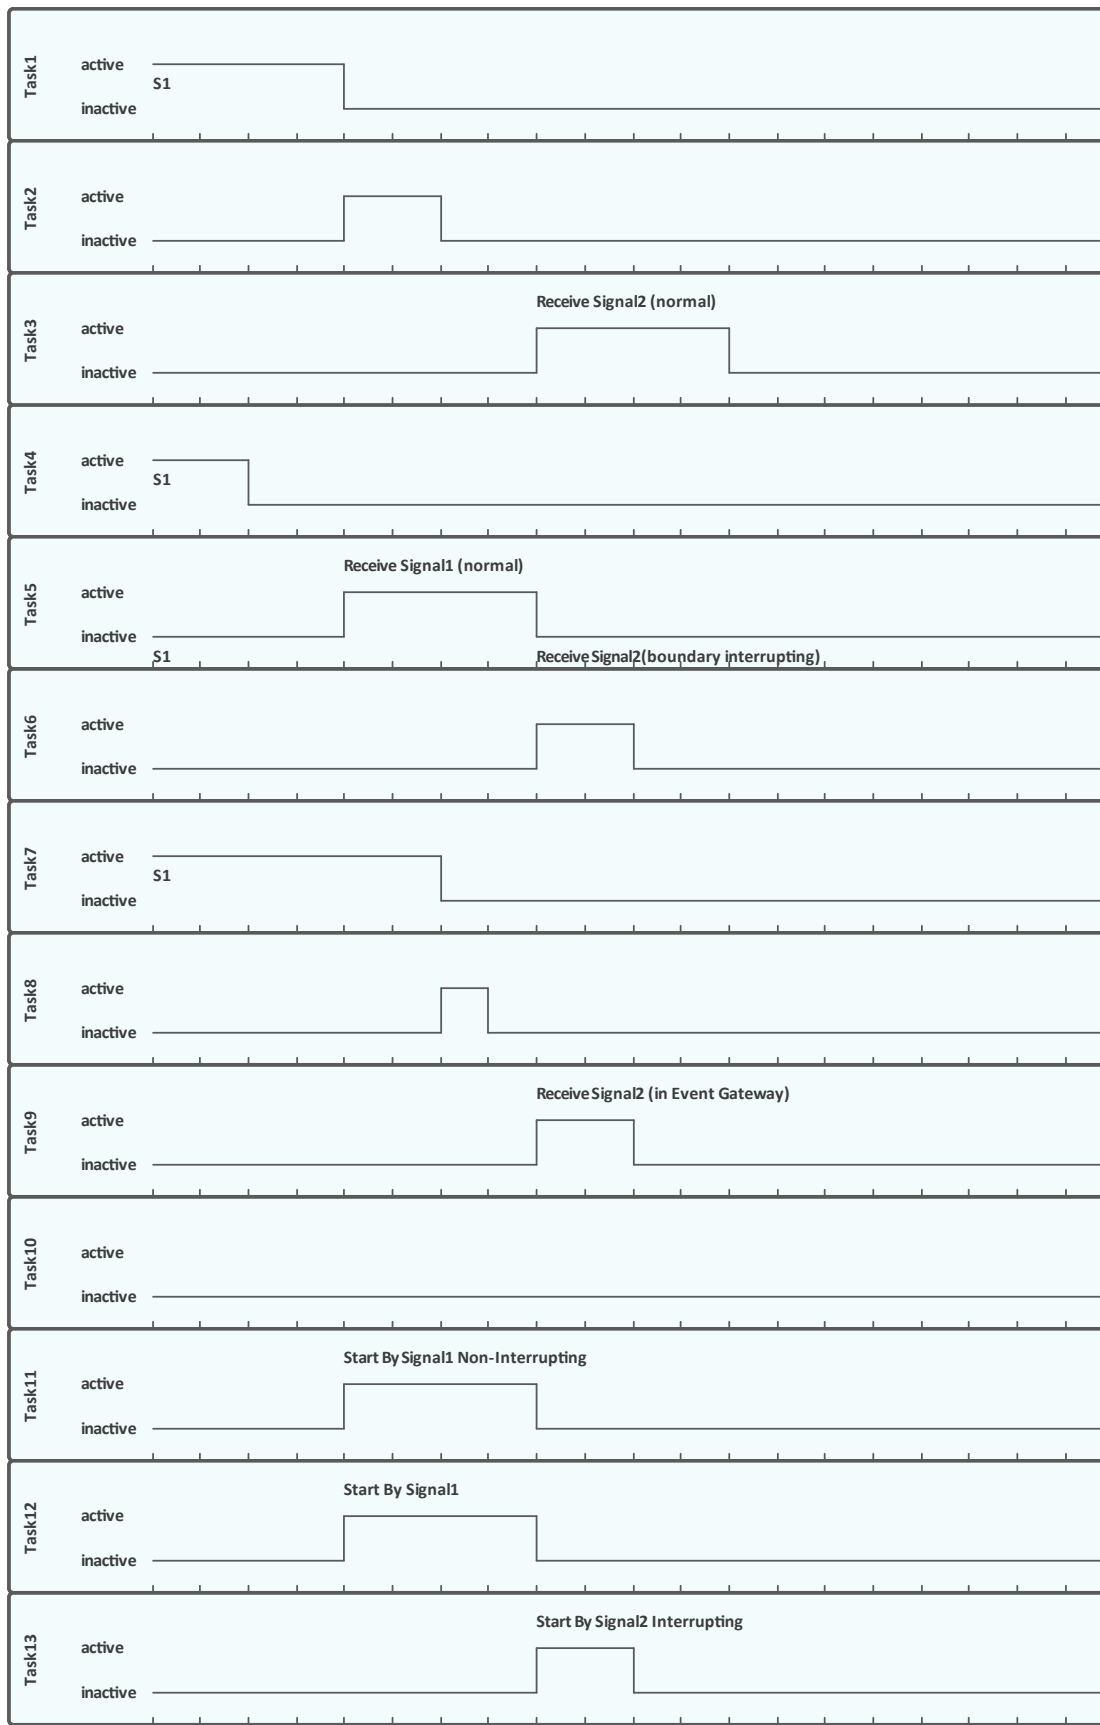 Task1
active
S1
inactive
Task2
active
inactive
Receive Signal2 (normal)
Task3
active
inactive
Task4
active
S1
inactive
Receive Signal1 (normal)
Task5
active
inactive
S1
Receive Signal2(boundary interrupting)
Task6
active
inactive
Task7
active
S1
inactive
Task8
active
inactive
Receive Signal2 (in Event Gateway)
Task9
active
inactive
Task10
active
inactive
Start By Signal1 Non-Interrupting
Task11
active
inactive
Start By Signal1
Task12
active
inactive
Start By Signal2 Interrupting
Task13
active
inactive